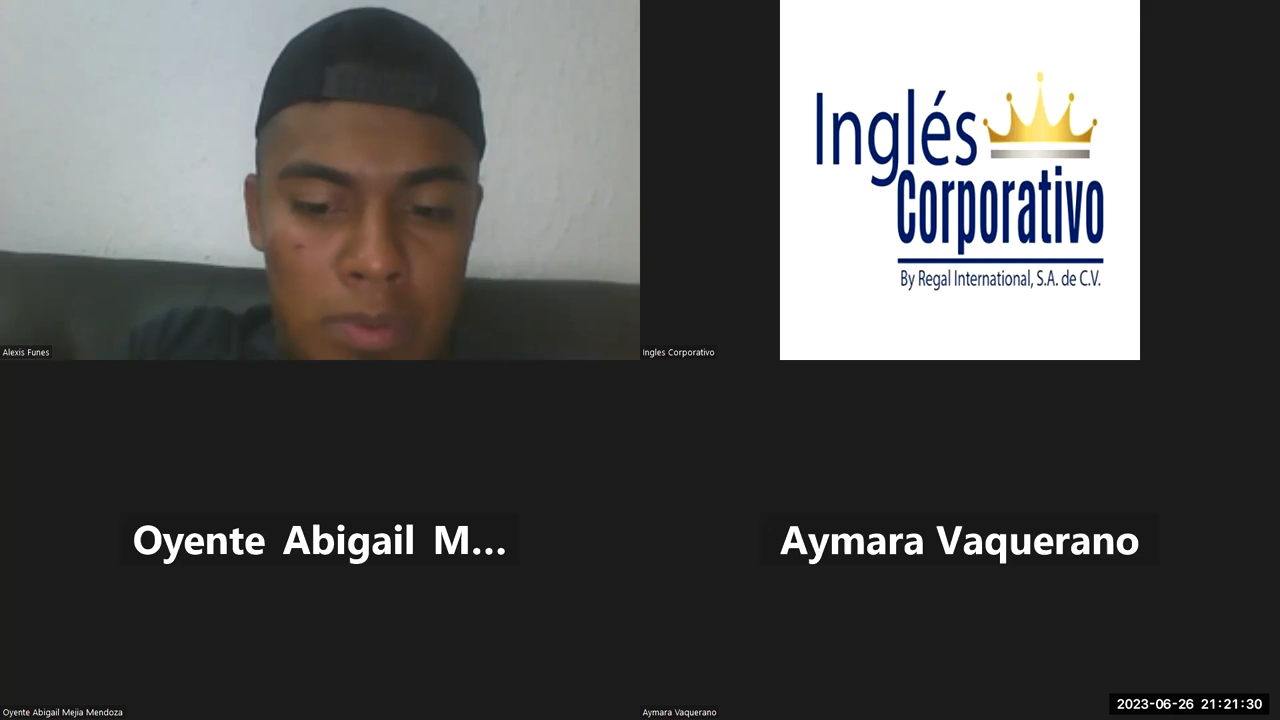 Inglés
Corporativo
By Regal International, S.A. de C.V.
Alexis Funes
Ingles Corporativo
Oyente Abigail M...
Aymara Vaquerano
Oyente Abigail Mejia Mendoza
Aymara Vaquerano
2023-06-26 21:21:30